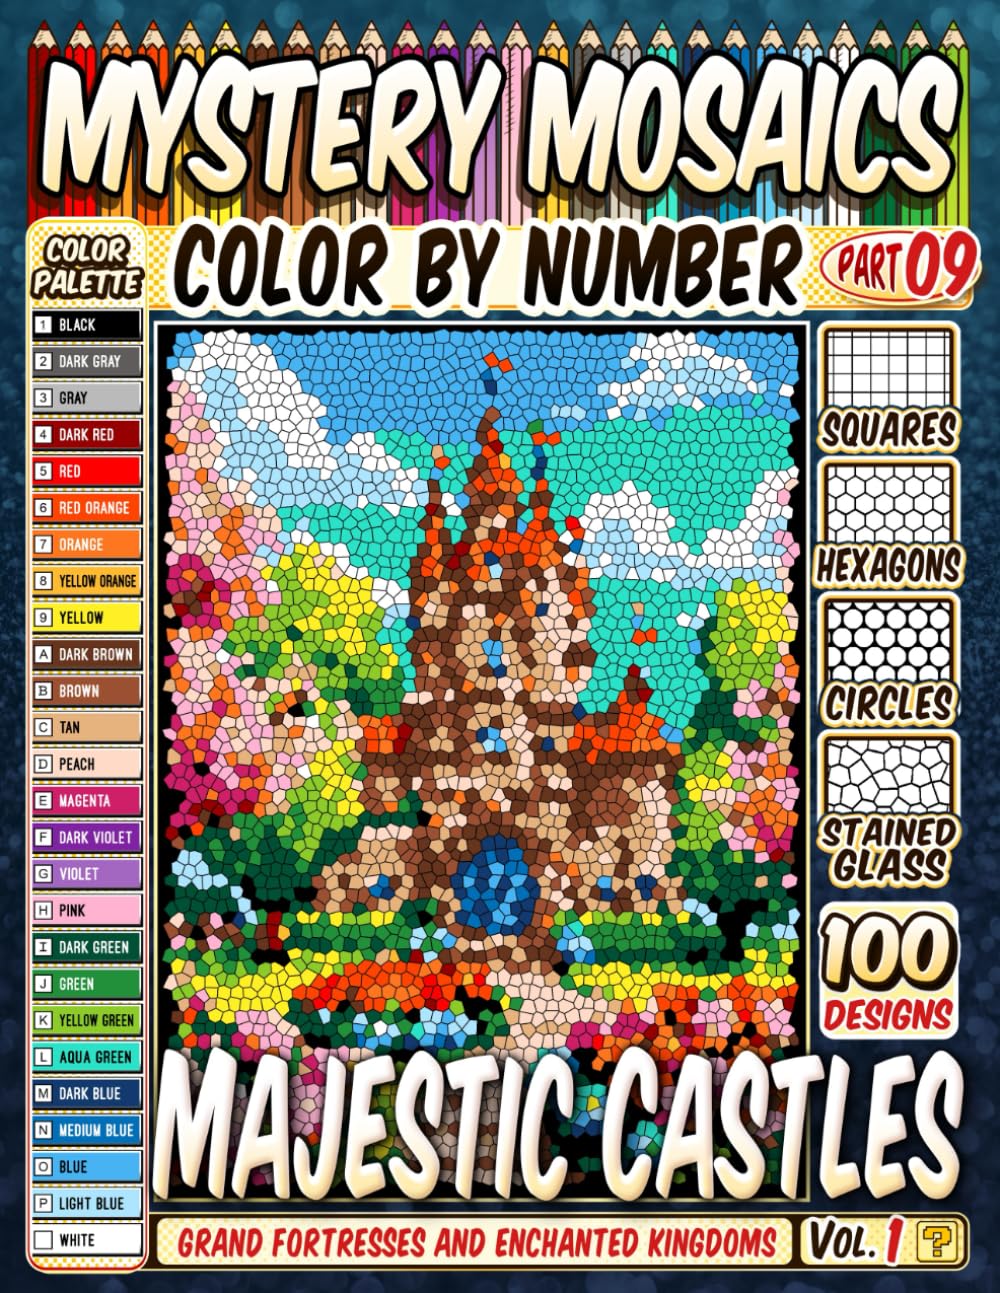 MYSTERY MOSAICS
COLOR BY NUMBER
PART 09
COLOR
PALETTE
1 BLACK
2 DARK GRAY
3 GRAY
4 DARK RED
5 RED
6 RED ORANGE
7 ORANGE
8 YELLOW ORANGE
9 YELLOW
A DARK BROWN
B BROWN
C TAN
D PEACH
E MAGENTA
F DARK VIOLET
G VIOLET
H PINK
I DARK GREEN
J GREEN
K YELLOW GREEN
L AQUA GREEN
M DARK BLUE
N MEDIUM BLUE
O BLUE
P LIGHT BLUE
WHITE
SQUARES
HEXAGONS
CIRCLES
STAINED
GLASS
100
DESIGNS
MAJESTIC CASTLES
GRAND FORTRESSES AND ENCHANTED KINGDOMS
VOL. 1 ?